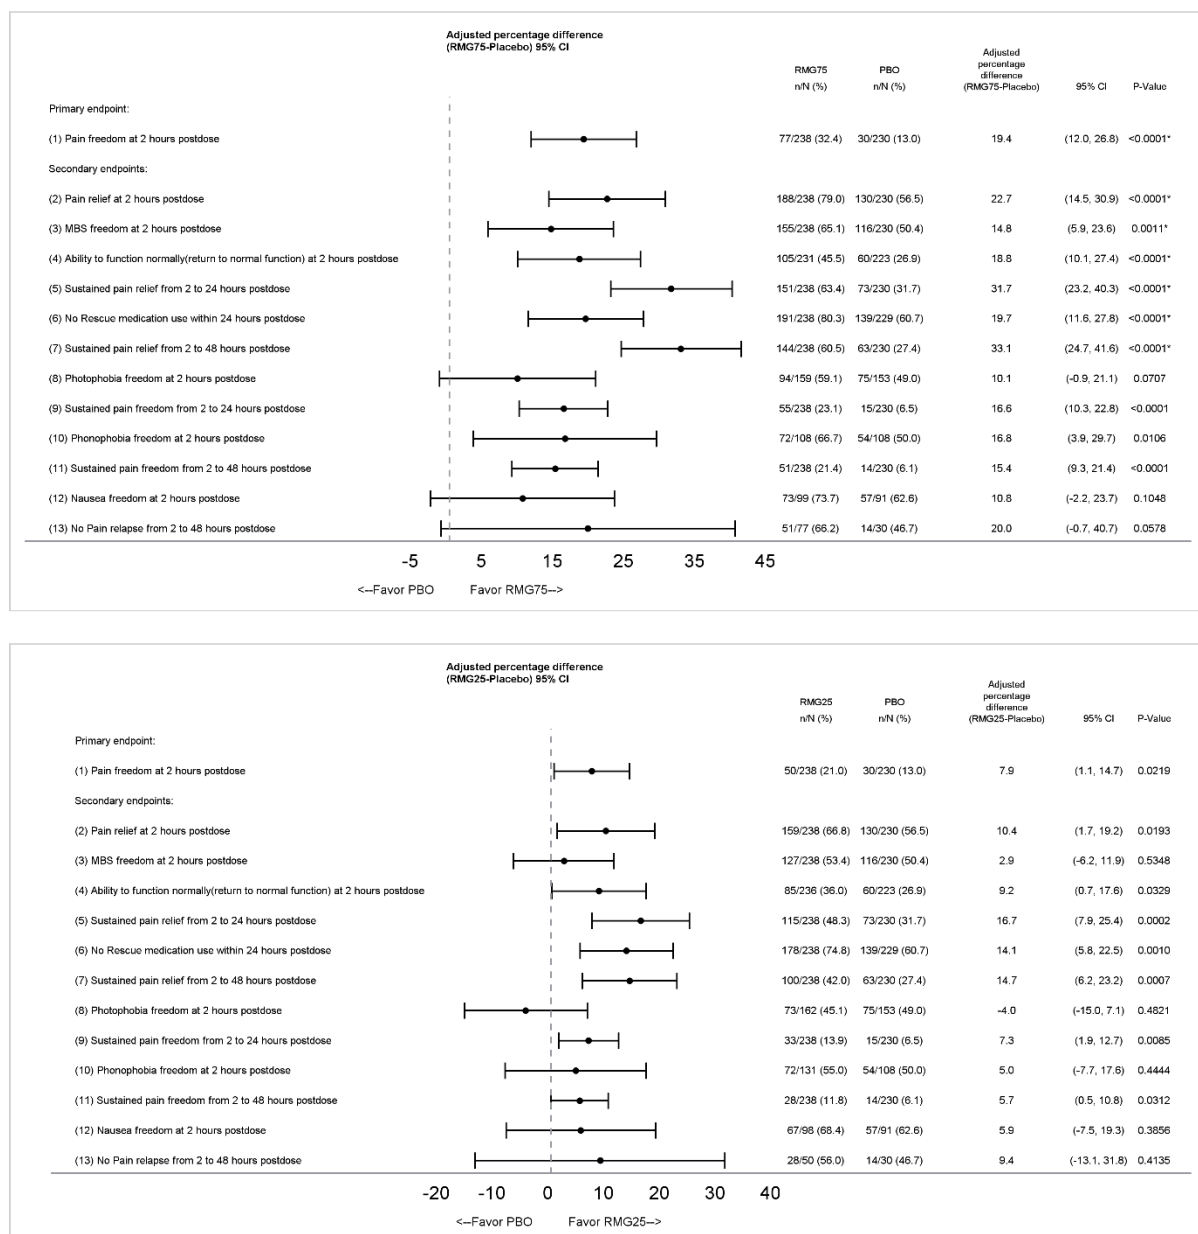 Adjusted percentage difference
(RMG75-Placebo) 95% CI
RMG75 n/N (%) PBO n/N (%) Adjusted percentage difference (RMG75-Placebo) 95% CI P-Value
Primary endpoint:
(1) Pain freedom at 2 hours postdose 77/238 (32.4) 30/230 (13.0) 19.4 (12.0, 26.8) <0.0001*
Secondary endpoints:
(2) Pain relief at 2 hours postdose 188/238 (79.0) 130/230 (56.5) 22.7 (14.5, 30.9) <0.0001*
(3) MBS freedom at 2 hours postdose 155/238 (65.1) 116/230 (50.4) 14.8 (5.9, 23.6) 0.0011*
(4) Ability to function normally(return to normal function) at 2 hours postdose 105/231 (45.5) 60/223 (26.9) 18.8 (10.1, 27.4) <0.0001*
(5) Sustained pain relief from 2 to 24 hours postdose 151/238 (63.4) 73/230 (31.7) 31.7 (23.2, 40.3) <0.0001*
(6) No Rescue medication use within 24 hours postdose 191/238 (80.3) 139/229 (60.7) 19.7 (11.6, 27.8) <0.0001*
(7) Sustained pain relief from 2 to 48 hours postdose 144/238 (60.5) 63/230 (27.4) 33.1 (24.7, 41.6) <0.0001*
(8) Photophobia freedom at 2 hours postdose 94/159 (59.1) 75/153 (49.0) 10.1 (-0.9, 21.1) 0.0707
(9) Sustained pain freedom from 2 to 24 hours postdose 55/238 (23.1) 15/230 (6.5) 16.6 (10.3, 22.8) <0.0001
(10) Phonophobia freedom at 2 hours postdose 72/108 (66.7) 54/108 (50.0) 16.8 (3.9, 29.7) 0.0106
(11) Sustained pain freedom from 2 to 48 hours postdose 51/238 (21.4) 14/230 (6.1) 15.4 (9.3, 21.4) <0.0001
(12) Nausea freedom at 2 hours postdose 73/99 (73.7) 57/91 (62.6) 10.8 (-2.2, 23.7) 0.1048
(13) No Pain relapse from 2 to 48 hours postdose 51/77 (66.2) 14/30 (46.7) 20.0 (-0.7, 40.7) 0.0578
-5 5 15 25 35 45
<--Favor PBO Favor RMG75-->
Adjusted percentage difference
(RMG25-Placebo) 95% CI
RMG25 n/N (%) PBO n/N (%) Adjusted percentage difference (RMG25-Placebo) 95% CI P-Value
Primary endpoint:
(1) Pain freedom at 2 hours postdose 50/238 (21.0) 30/230 (13.0) 7.9 (1.1, 14.7) 0.0219
Secondary endpoints:
(2) Pain relief at 2 hours postdose 159/238 (66.8) 130/230 (56.5) 10.4 (1.7, 19.2) 0.0193
(3) MBS freedom at 2 hours postdose 127/238 (53.4) 116/230 (50.4) 2.9 (-6.2, 11.9) 0.5348
(4) Ability to function normally(return to normal function) at 2 hours postdose 85/236 (36.0) 60/223 (26.9) 9.2 (0.7, 17.6) 0.0329
(5) Sustained pain relief from 2 to 24 hours postdose 115/238 (48.3) 73/230 (31.7) 16.7 (7.9, 25.4) 0.0002
(6) No Rescue medication use within 24 hours postdose 178/238 (74.8) 139/229 (60.7) 14.1 (5.8, 22.5) 0.0010
(7) Sustained pain relief from 2 to 48 hours postdose 100/238 (42.0) 63/230 (27.4) 14.7 (6.2, 23.2) 0.0007
(8) Photophobia freedom at 2 hours postdose 73/162 (45.1) 75/153 (49.0) -4.0 (-15.0, 7.1) 0.4821
(9) Sustained pain freedom from 2 to 24 hours postdose 33/238 (13.9) 15/230 (6.5) 7.3 (1.9, 12.7) 0.0085
(10) Phonophobia freedom at 2 hours postdose 72/131 (55.0) 54/108 (50.0) 5.0 (-7.7, 17.6) 0.4444
(11) Sustained pain freedom from 2 to 48 hours postdose 28/238 (11.8) 14/230 (6.1) 5.7 (0.5, 10.8) 0.0312
(12) Nausea freedom at 2 hours postdose 67/98 (68.4) 57/91 (62.6) 5.9 (-7.5, 19.3) 0.3856
(13) No Pain relapse from 2 to 48 hours postdose 28/50 (56.0) 14/30 (46.7) 9.4 (-13.1, 31.8) 0.4135
-20 -10 0 10 20 30 40
<--Favor PBO Favor RMG25-->